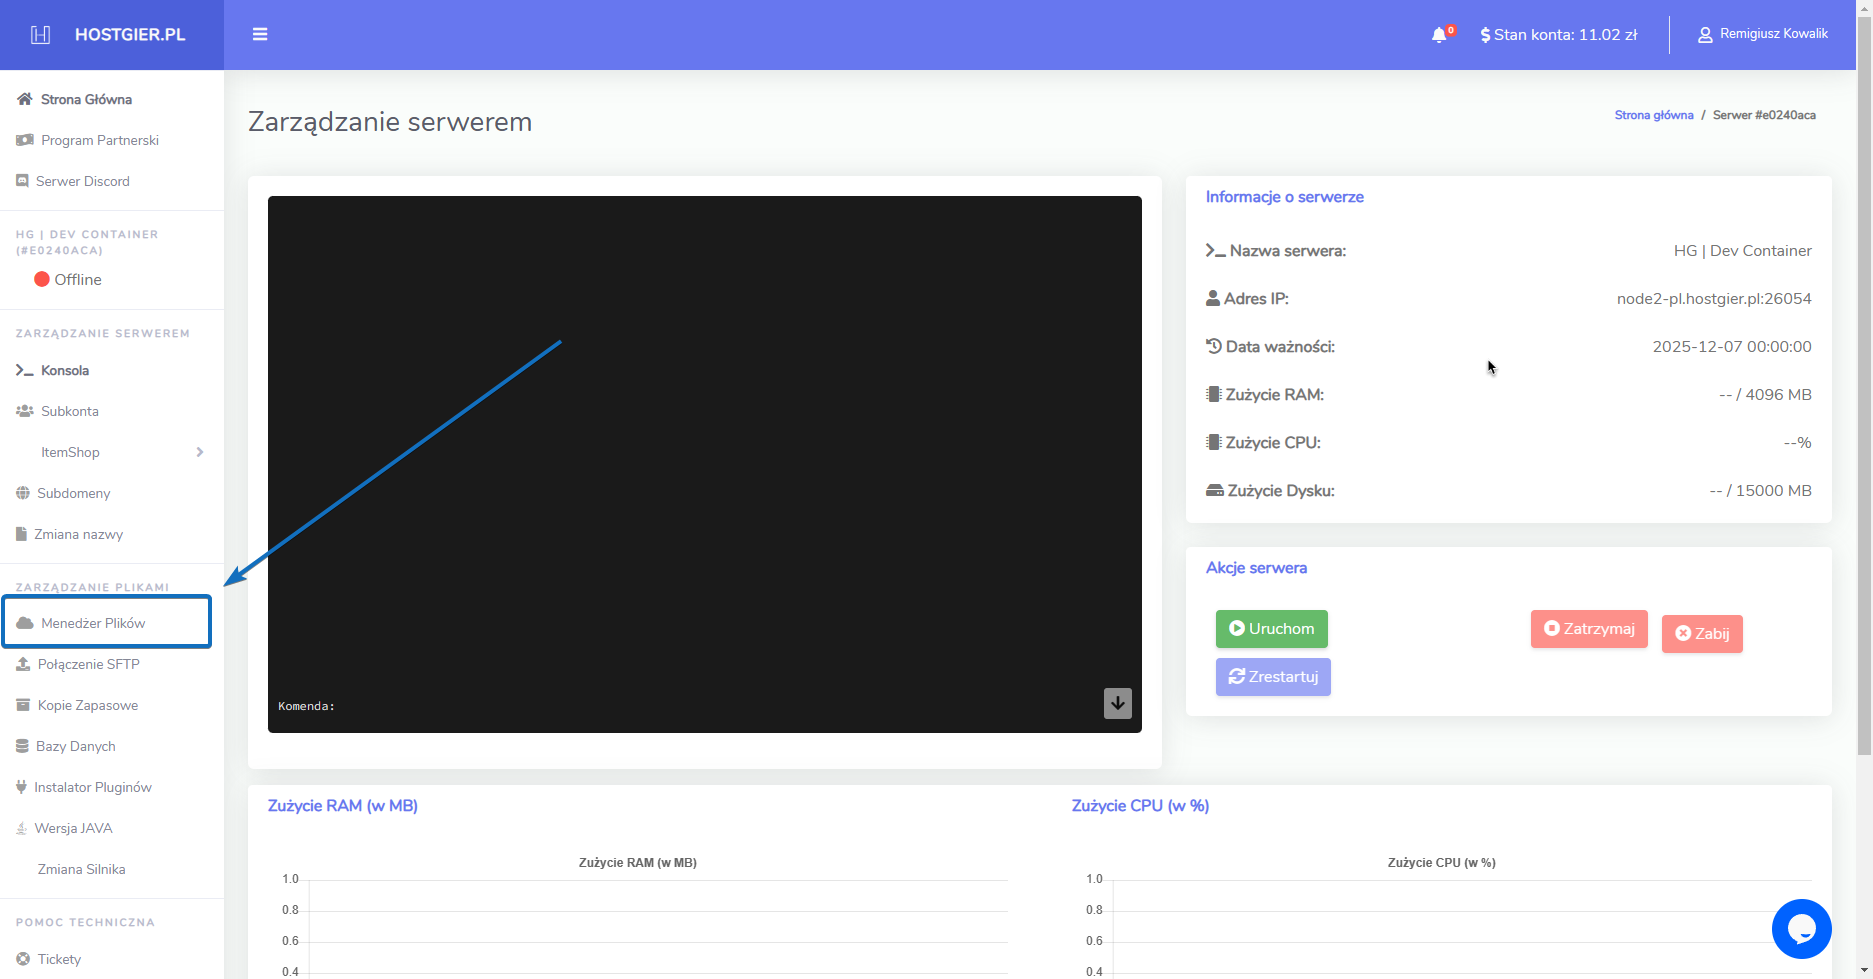 HOSTGIER.PL
0
Stan konta: 11.02 zł
Remigiusz Kowalik
Strona Główna
Program Partnerski
Serwer Discord
HG | DEV CONTAINER
(#E0240ACA)
Offline
ZARZĄDZANIE SERWEREM
Konsola
Subkonta
ItemShop
Subdomeny
Zmiana nazwy
ZARZĄDZANIE PLIKAMI
Menedżer Plików
Połączenie SFTP
Kopie Zapasowe
Bazy Danych
Instalator Pluginów
Wersja JAVA
Zmiana Silnika
POMOC TECHNICZNA
Tickety
Zarządzanie serwerem
Strona główna / Serwer #e0240aca
Komenda:
Informacje o serwerze
Nazwa serwera: HG | Dev Container
Adres IP: node2-pl.hostgier.pl:26054
Data ważności: 2025-12-07 00:00:00
Zużycie RAM: -- / 4096 MB
Zużycie CPU: --%
Zużycie Dysku: -- / 15000 MB
Akcje serwera
Uruchom
Zatrzymaj
Zabij
Zrestartuj
Zużycie RAM (w MB)
Zużycie RAM (w MB)
1.0
0.8
0.6
0.4
Zużycie CPU (w %)
Zużycie CPU (w %)
1.0
0.8
0.6
0.4